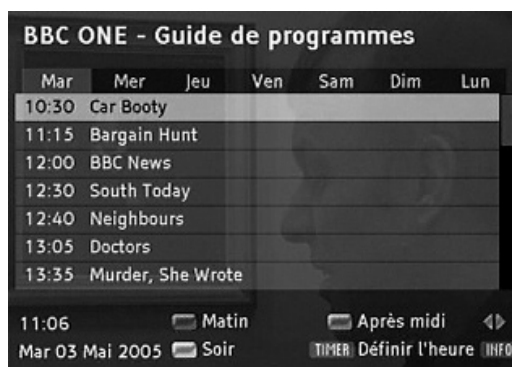 BBC ONE - Guide de programmes
Mar Mer Jeu Ven Sam Dim Lun
10:30 Car Booty
11:15 Bargain Hunt
12:00 BBC News
12:30 South Today
12:40 Neighbours
13:05 Doctors
13:35 Murder, She Wrote
11:06 Matin Après midi
Mar 03 Mai 2005 Soir TIMER Définir l'heure INFO